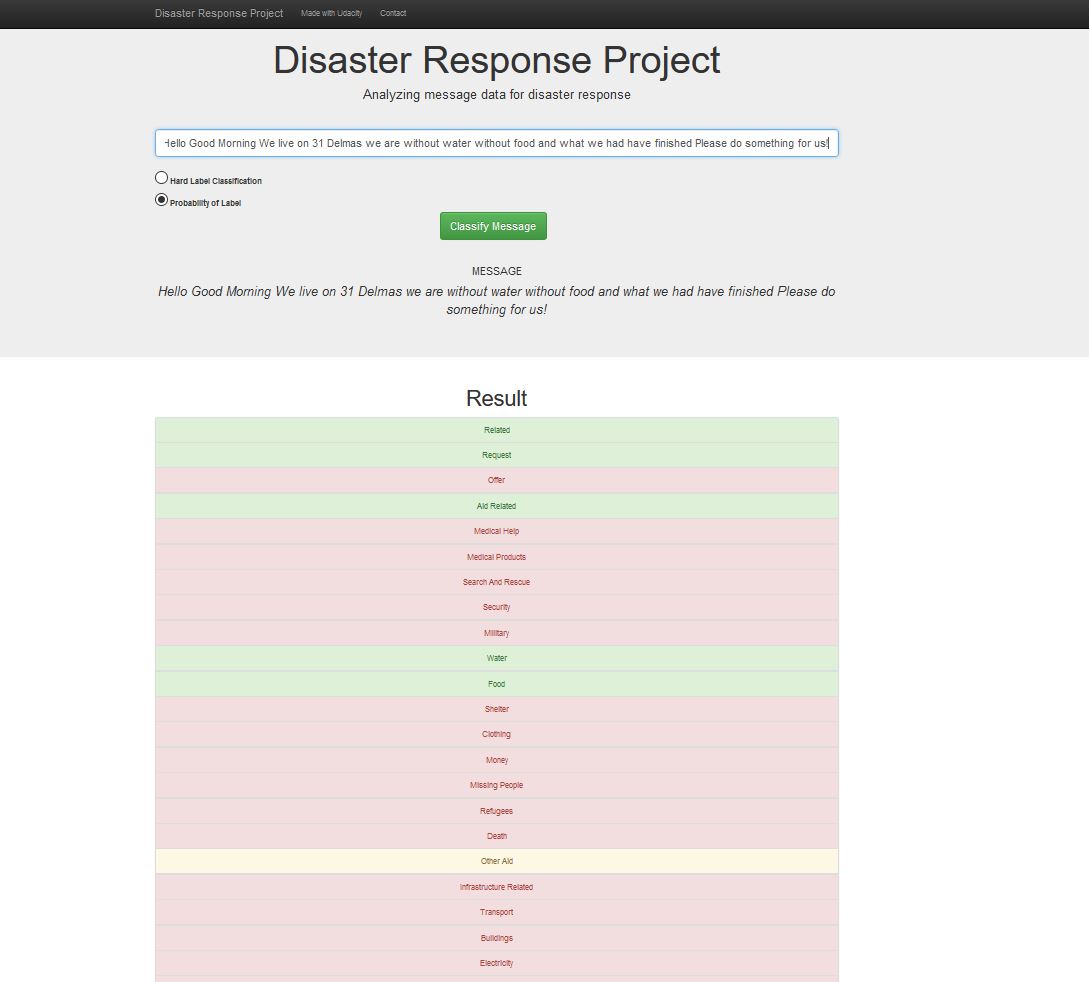 Disaster Response Project Made with Udacity Contact
Disaster Response Project
Analyzing message data for disaster response
Hello Good Morning We live on 31 Delmas we are without water without food and what we had have finished Please do something for us!
Hard Label Classification
Probability of Label
Classify Message
MESSAGE
Hello Good Morning We live on 31 Delmas we are without water without food and what we had have finished Please do
something for us!
Result
Related
Request
Offer
Aid Related
Medical Help
Medical Products
Search And Rescue
Security
Military
Water
Food
Shelter
Clothing
Money
Missing People
Refugees
Death
Other Aid
Infrastructure Related
Transport
Buildings
Electricity